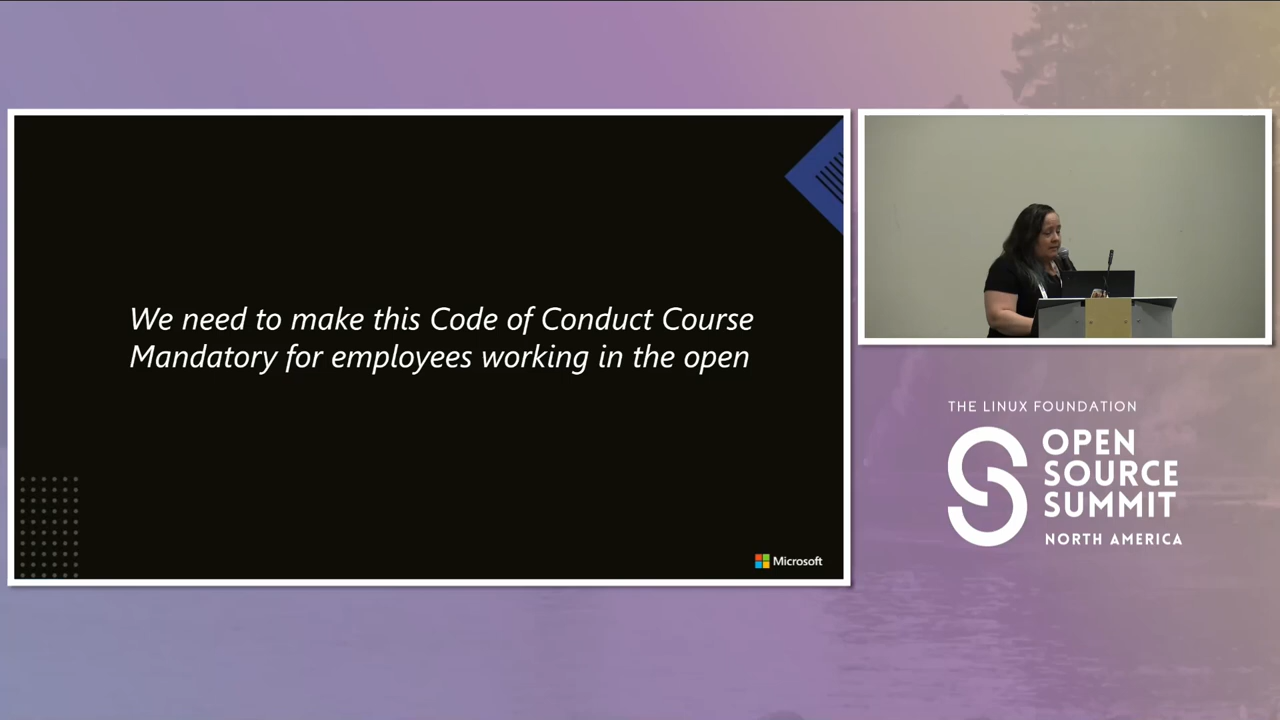 We need to make this Code of Conduct Course
Mandatory for employees working in the open
Microsoft
THE LINUX FOUNDATION
OPEN
SOURCE
SUMMIT
NORTH AMERICA